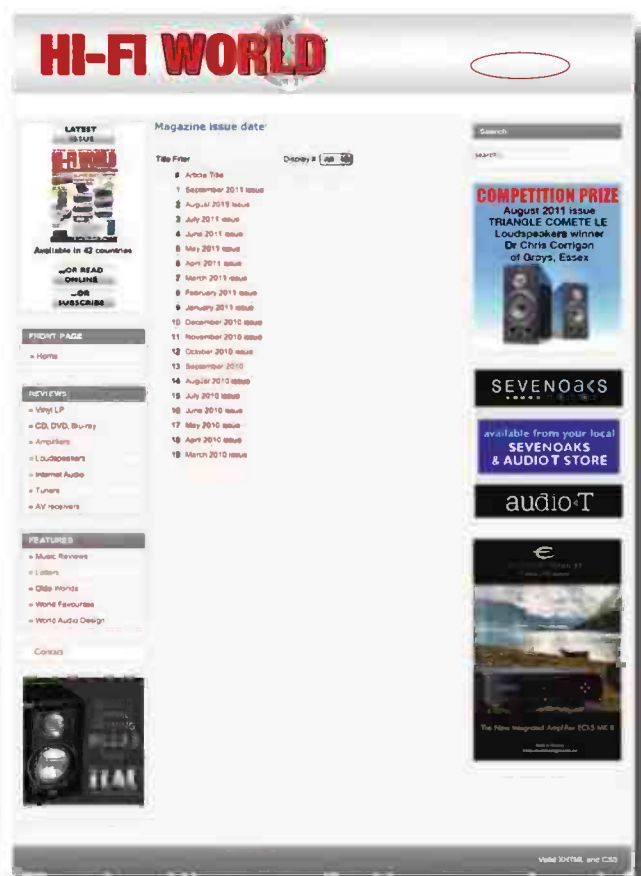 HI-FI WORLD
LATEST
ISSUE
HI-FI WORLD
Available in 42 countries
...OR READ
ONLINE
...OR
SUBSCRIBE
FRONT PAGE
» Home
REVIEWS
» Vinyl LP
» CD, DVD, Blu-ray
» Amplifiers
» Loudspeakers
» Internet Audio
» Tuners
» AV receivers
FEATURES
» Music Reviews
» Letters
» Olde Worlde
» World Favourites
» World Audio Design
Contact
TEAC
Magazine issue date
Title Filter
Display #
All
# Article Title
1 September 2011 issue
2 August 2011 issue
3 July 2011 issue
4 June 2011 issue
5 May 2011 issue
6 April 2011 issue
7 March 2011 issue
8 February 2011 issue
9 January 2011 issue
10 December 2010 issue
11 November 2010 issue
12 October 2010 issue
13 September 2010
14 August 2010 issue
15 July 2010 issue
16 June 2010 issue
17 May 2010 issue
18 April 2010 issue
19 March 2010 issue
Search
search...
COMPETITION PRIZE
August 2011 issue
TRIANGLE COMETE LE
Loudspeakers winner
Dr Chris Corrigan
of Grays, Essex
SEVENOAKS
available from your local
SEVENOAKS
& AUDIO T STORE
audio-T
The New Integrated Amplifier ECI-5 MK II
Valid XHTML and CSS